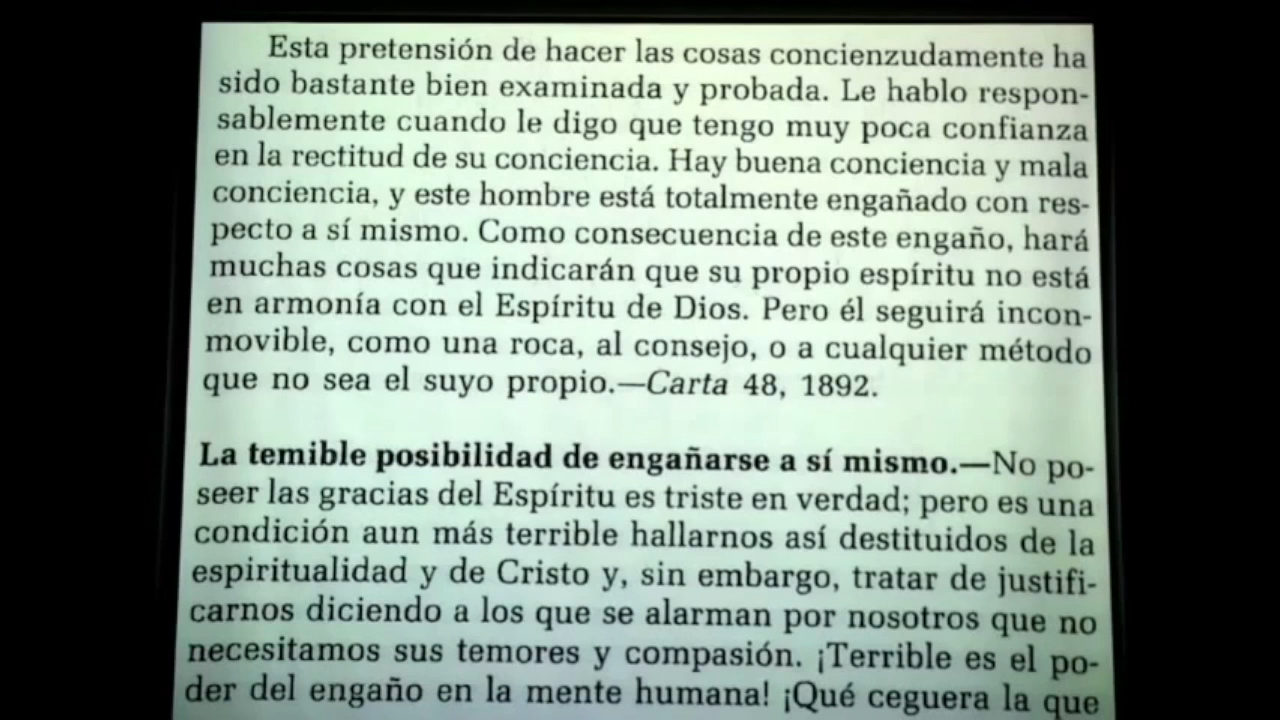 Esta pretensión de hacer las cosas concienzudamente ha
sido bastante bien examinada y probada. Le hablo respon-
sablemente cuando le digo que tengo muy poca confianza
en la rectitud de su conciencia. Hay buena conciencia y mala
conciencia, y este hombre está totalmente engañado con res-
pecto a sí mismo. Como consecuencia de este engaño, hará
muchas cosas que indicarán que su propio espíritu no está
en armonía con el Espíritu de Dios. Pero él seguirá incon-
movible, como una roca, al consejo, o a cualquier método
que no sea el suyo propio.—Carta 48, 1892.
La temible posibilidad de engañarse a sí mismo.—No po-
seer las gracias del Espíritu es triste en verdad; pero es una
condición aun más terrible hallarnos así destituidos de la
espiritualidad y de Cristo y, sin embargo, tratar de justifi-
carnos diciendo a los que se alarman por nosotros que no
necesitamos sus temores y compasión. ¡Terrible es el po-
der del engaño en la mente humana! ¡Qué ceguera la que